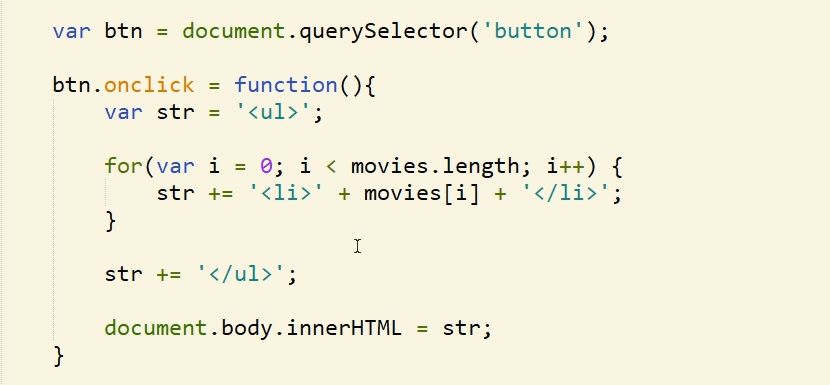 var btn = document.querySelector('button');
btn.onclick = function(){
var str = '<ul>';
for(var i = 0; i < movies.length; i++) {
str += '<li>' + movies[i] + '</li>';
}
str += '</ul>';
document.body.innerHTML = str;
}